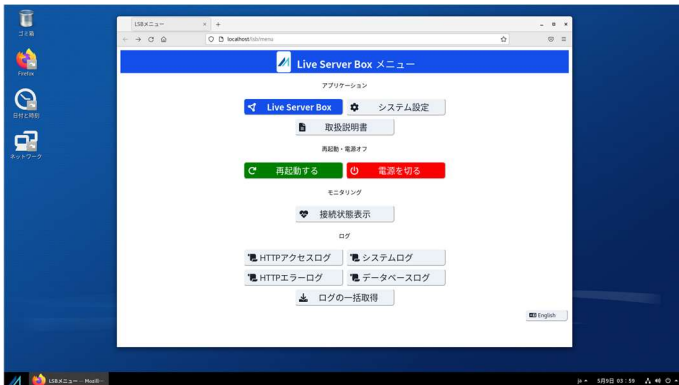 ゴミ箱
Firefox
日付と時刻
ネットワーク
LSBメニュー
localhost/lsb/menu
Live Server Box メニュー
アプリケーション
Live Server Box システム設定
取扱説明書
再起動・電源オフ
再起動する 電源を切る
モニタリング
接続状態表示
ログ
HTTPアクセスログ システムログ
HTTPエラーログ データベースログ
ログの一括取得
English
LSBメニュー — Mozill… ja 5月9日 03:59